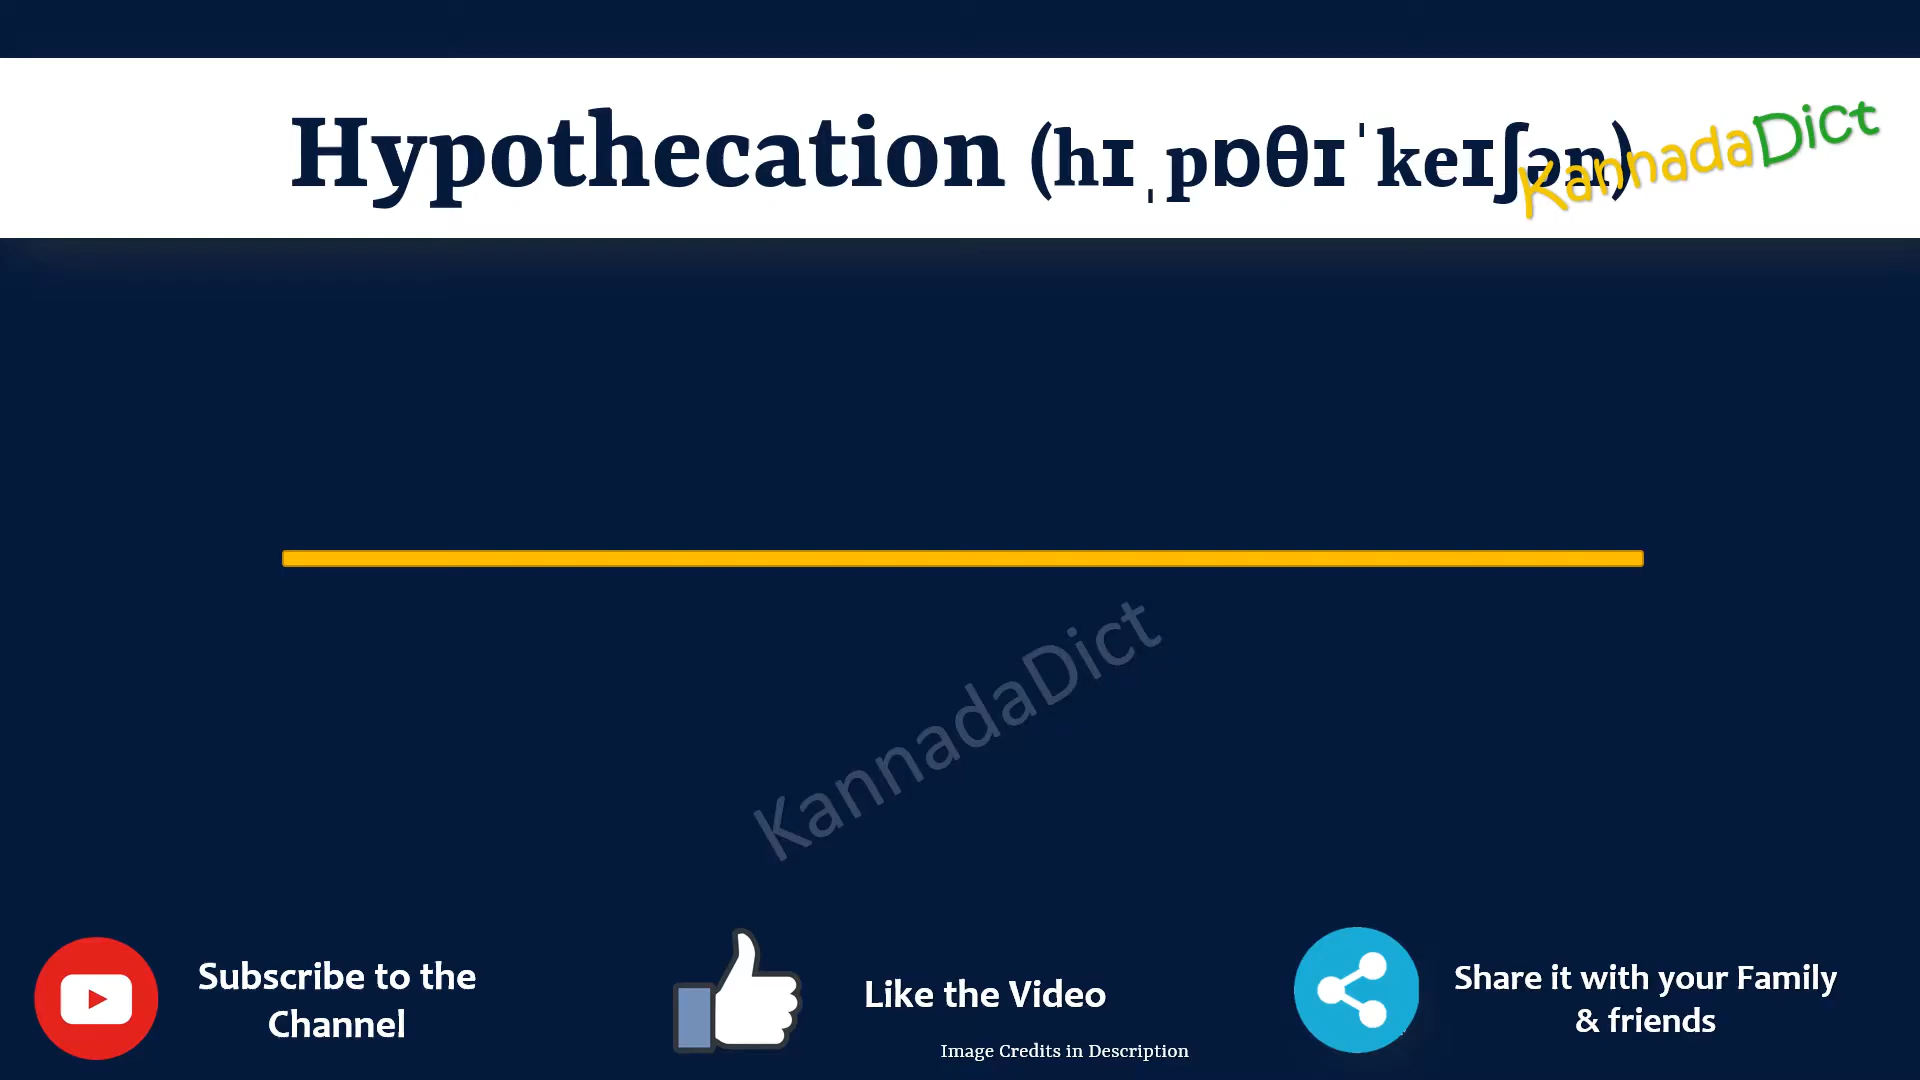 Hypothecation (hɪˌpɒθɪˈkeɪʃən)
KannadaDict
KannadaDict
Subscribe to the
Channel
Like the Video
Share it with your Family
& friends
Image Credits in Description